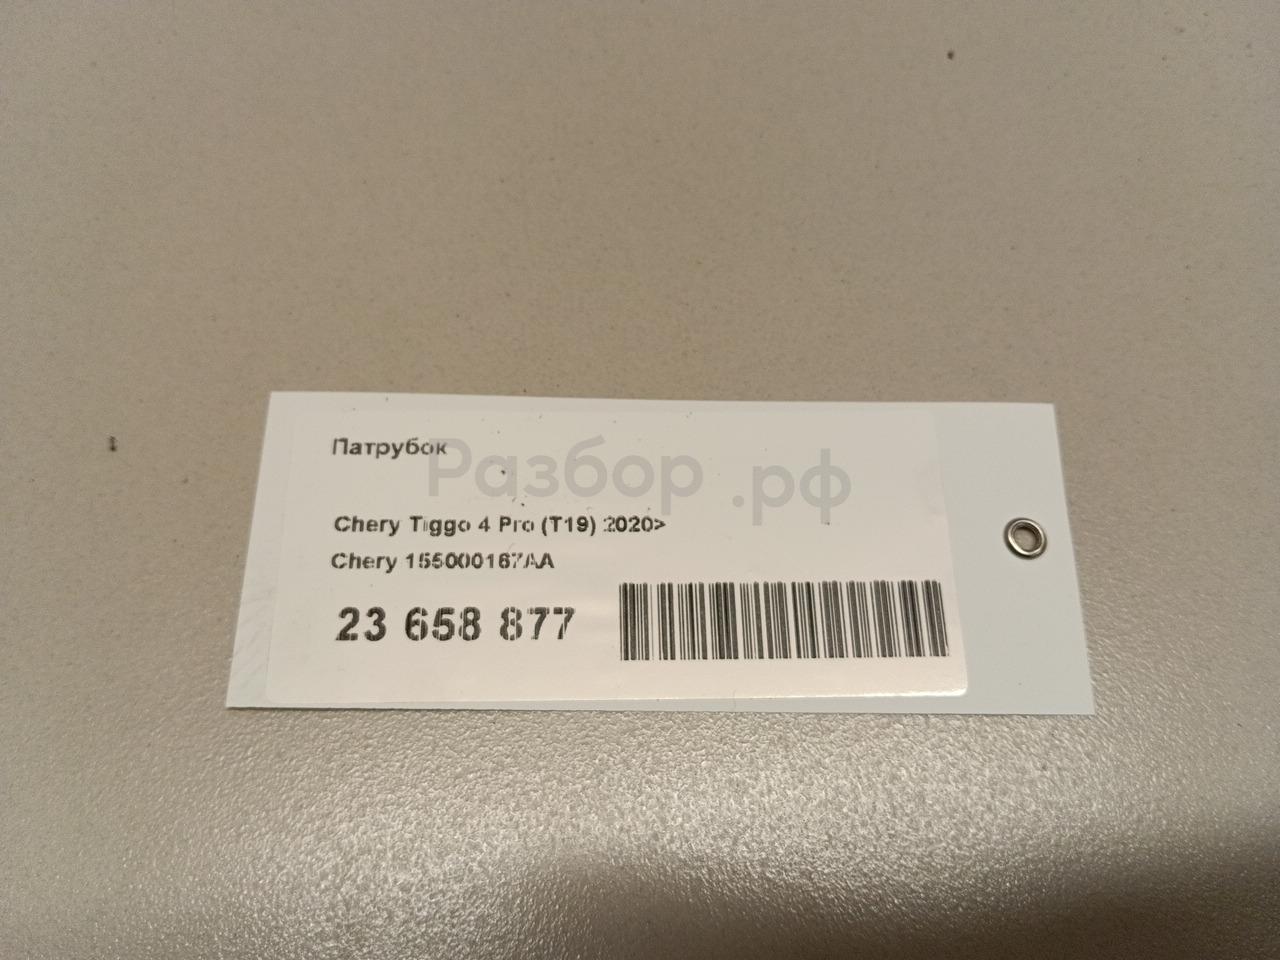 Патрубок
Разбор.рф
Chery Tiggo 4 Pro (T19) 2020>
Chery 155000167AA
23 658 877